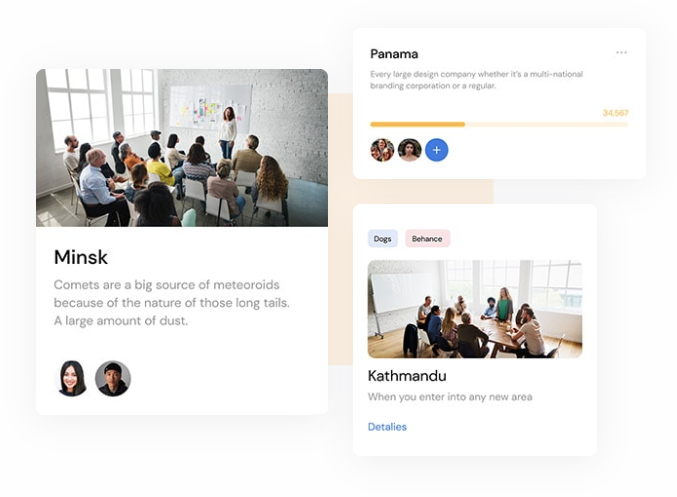 Minsk
Comets are a big source of meteoroids
because of the nature of those long tails.
A large amount of dust.
Panama
Every large design company whether it's a multi-national
branding corporation or a regular.
34,567
Dogs
Behance
Kathmandu
When you enter into any new area
Detalies